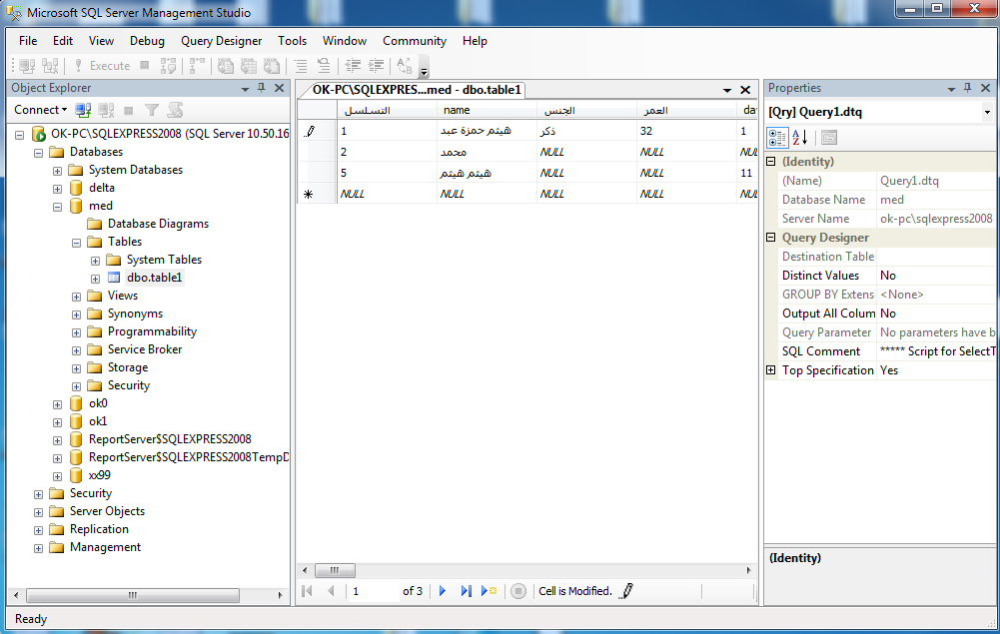 Microsoft SQL Server Management Studio
File Edit View Debug Query Designer Tools Window Community Help
Execute
Object Explorer
Connect
OK-PC\SQLEXPRESS2008 (SQL Server 10.50.16
Databases
System Databases
delta
med
Database Diagrams
Tables
System Tables
dbo.table1
Views
Synonyms
Programmability
Service Broker
Storage
Security
ok0
ok1
ReportServer$SQLEXPRESS2008
ReportServer$SQLEXPRESS2008TempD
xx99
Security
Server Objects
Replication
Management
OK-PC\SQLEXPRES...med - dbo.table1
التسلسل name الجنس العمر da
1 هيثم حمزة عبد ذكر 32 1
2 محمد NULL NULL NUL
5 هيثم هيثم NULL NULL 11
NULL NULL NULL NULL NUL
1 of 3 Cell is Modified.
Properties
[Qry] Query1.dtq
(Identity)
(Name) Query1.dtq
Database Name med
Server Name ok-pc\sqlexpress2008
Query Designer
Destination Table
Distinct Values No
GROUP BY Extens <None>
Output All Colum No
Query Parameter No parameters have b
SQL Comment ***** Script for SelectT
Top Specification Yes
(Identity)
Ready